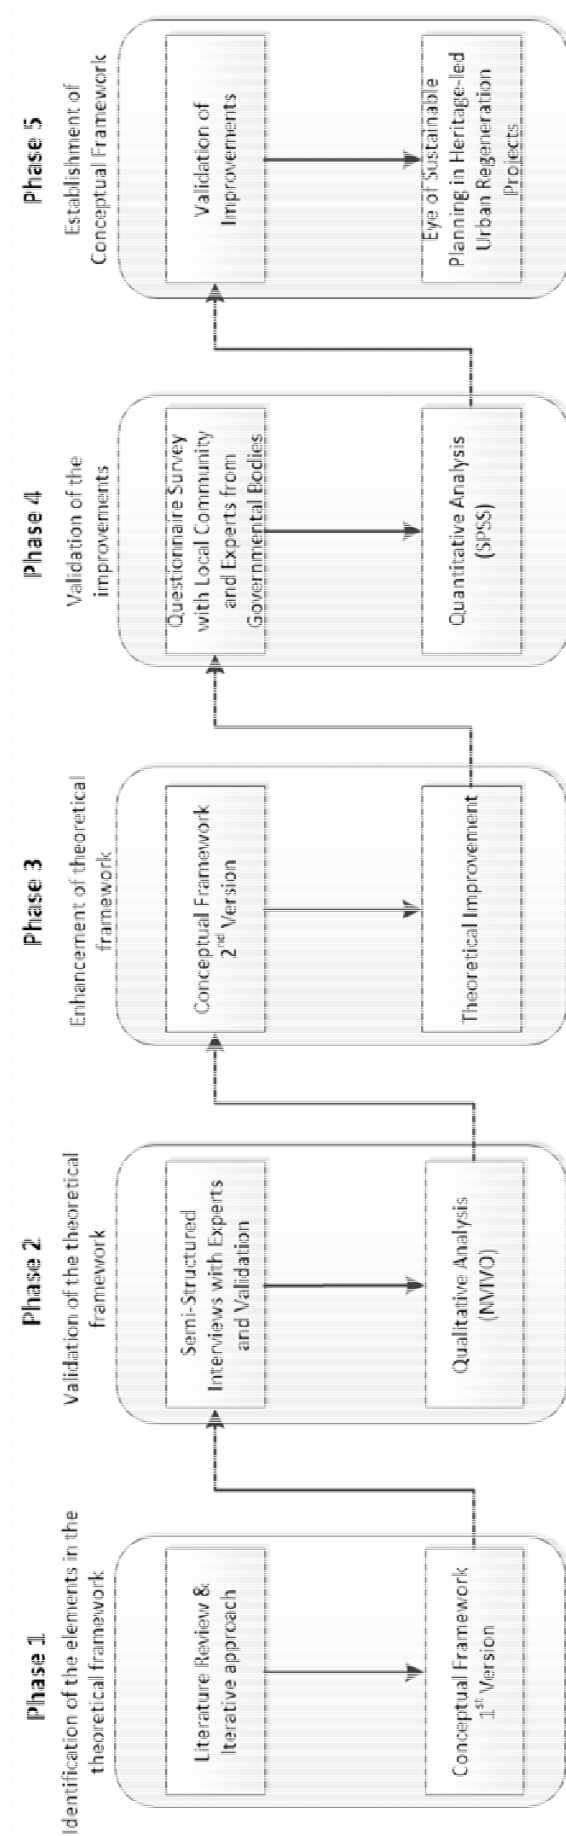 Phase 1
Identification of the elements in the
theoretical framework
Literature Review &
Iterative approach
Conceptual Framework
1st Version
Phase 2
Validation of the theoretical
framework
Semi-Structured
Interviews with Experts
and Validation
Qualitative Analysis
(NVIVO)
Phase 3
Enhancement of theoretical
framework
Conceptual Framework
2nd Version
Theoretical Improvement
Phase 4
Validation of the
improvements
Questionnaire Survey
with Local Community
and Experts from
Governmental Bodies
Quantitative Analysis
(SPSS)
Phase 5
Establishment of
Conceptual Framework
Validation of
Improvements
Eye of Sustainable
Planning in Heritage-led
Urban Regeneration
Projects